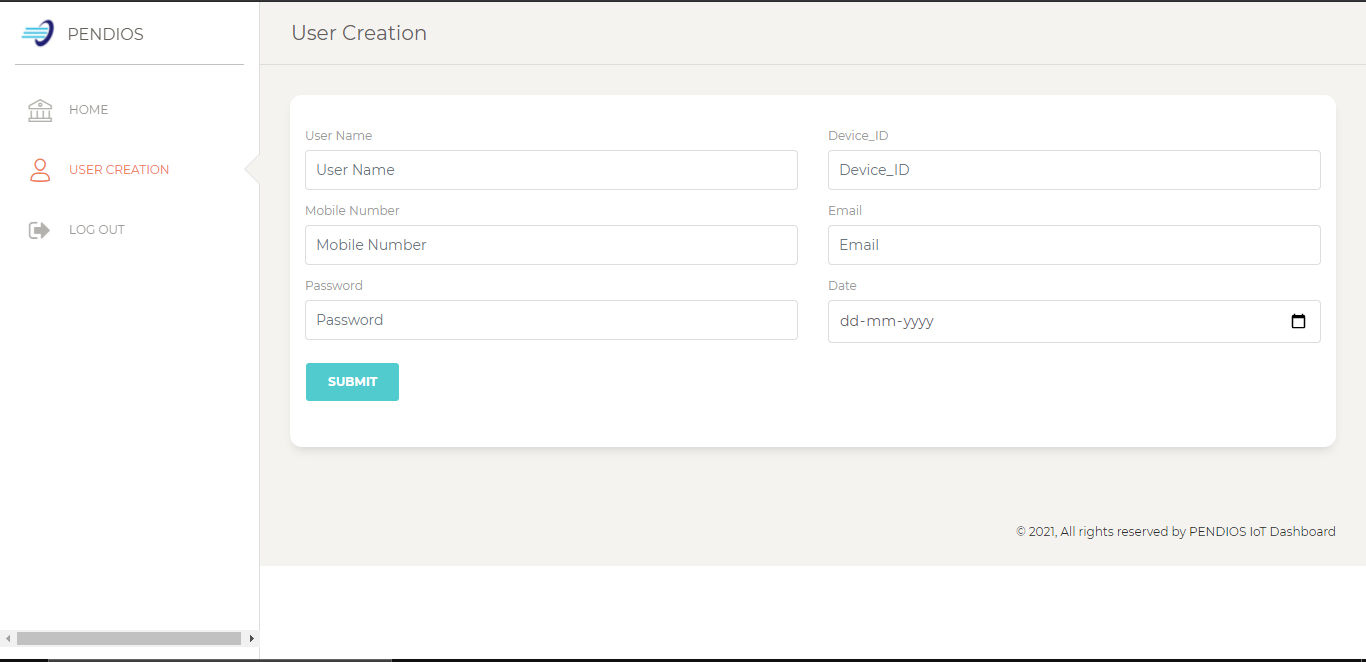 PENDIOS
User Creation
HOME
USER CREATION
LOG OUT
User Name
Device_ID
User Name
Device_ID
Mobile Number
Email
Mobile Number
Email
Password
Date
Password
dd-mm-yyyy
SUBMIT
© 2021, All rights reserved by PENDIOS IoT Dashboard